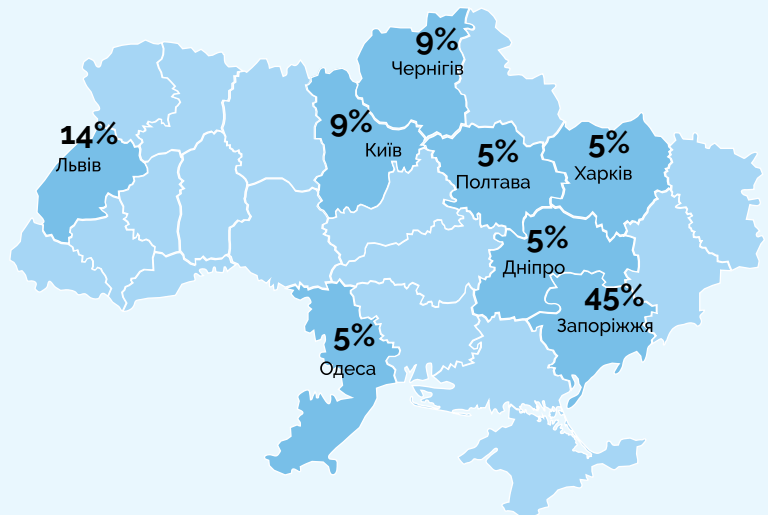 9%
Чернігів
14%
Львів
9%
Київ
5%
Полтава
5%
Харків
5%
Дніпро
45%
Запоріжжя
5%
Одеса